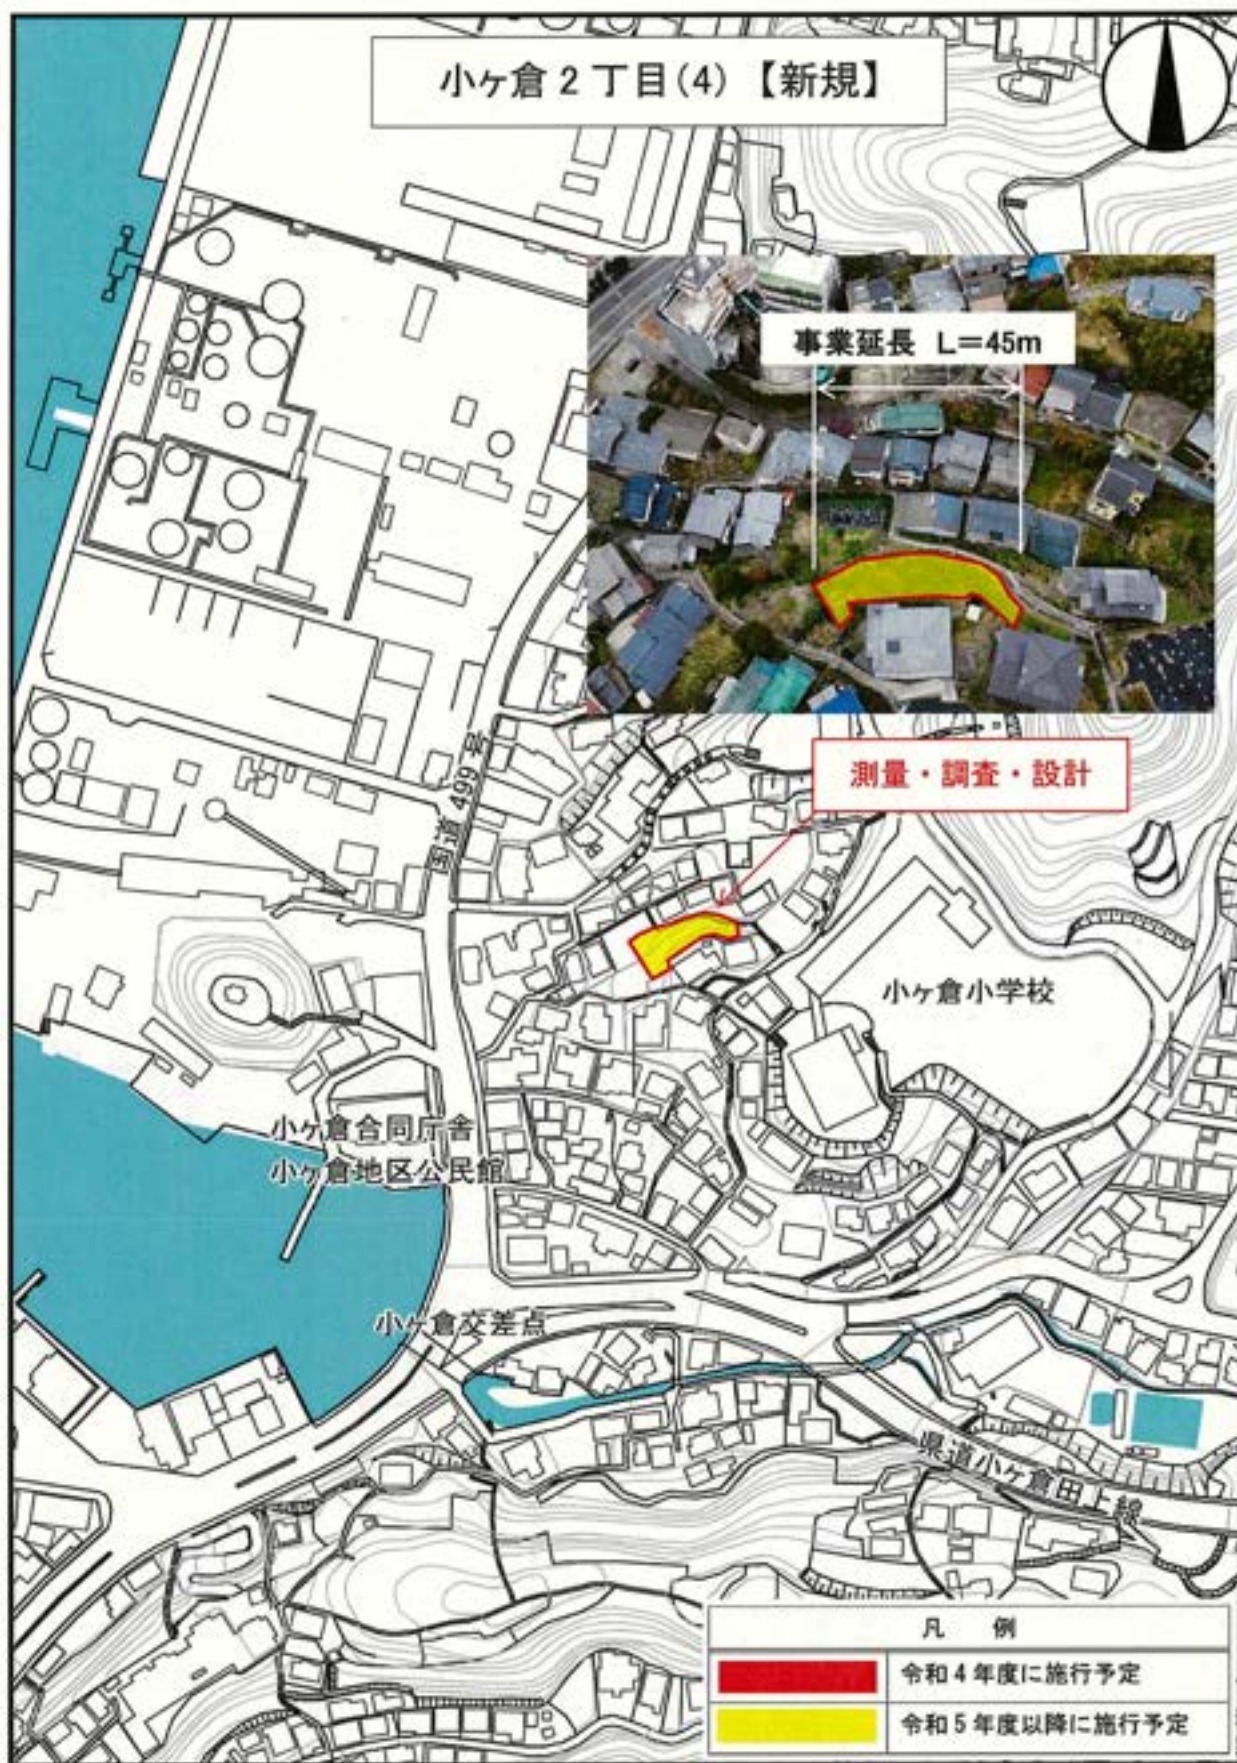 小ヶ倉2丁目(4)【新規】
事業延長 L=45m
測量・調査・設計
国道 499 号
小ヶ倉小学校
小ヶ倉合同庁舎
小ヶ倉地区公民館
小ヶ倉交差点
県道小ヶ倉田上線
凡 例
令和4年度に施行予定
令和5年度以降に施行予定